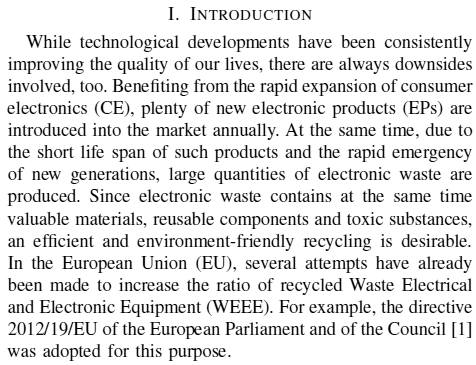 I. INTRODUCTION
While technological developments have been consistently
improving the quality of our lives, there are always downsides
involved, too. Benefiting from the rapid expansion of consumer
electronics (CE), plenty of new electronic products (EPs) are
introduced into the market annually. At the same time, due to
the short life span of such products and the rapid emergency
of new generations, large quantities of electronic waste are
produced. Since electronic waste contains at the same time
valuable materials, reusable components and toxic substances,
an efficient and environment-friendly recycling is desirable.
In the European Union (EU), several attempts have already
been made to increase the ratio of recycled Waste Electrical
and Electronic Equipment (WEEE). For example, the directive
2012/19/EU of the European Parliament and of the Council [1]
was adopted for this purpose.